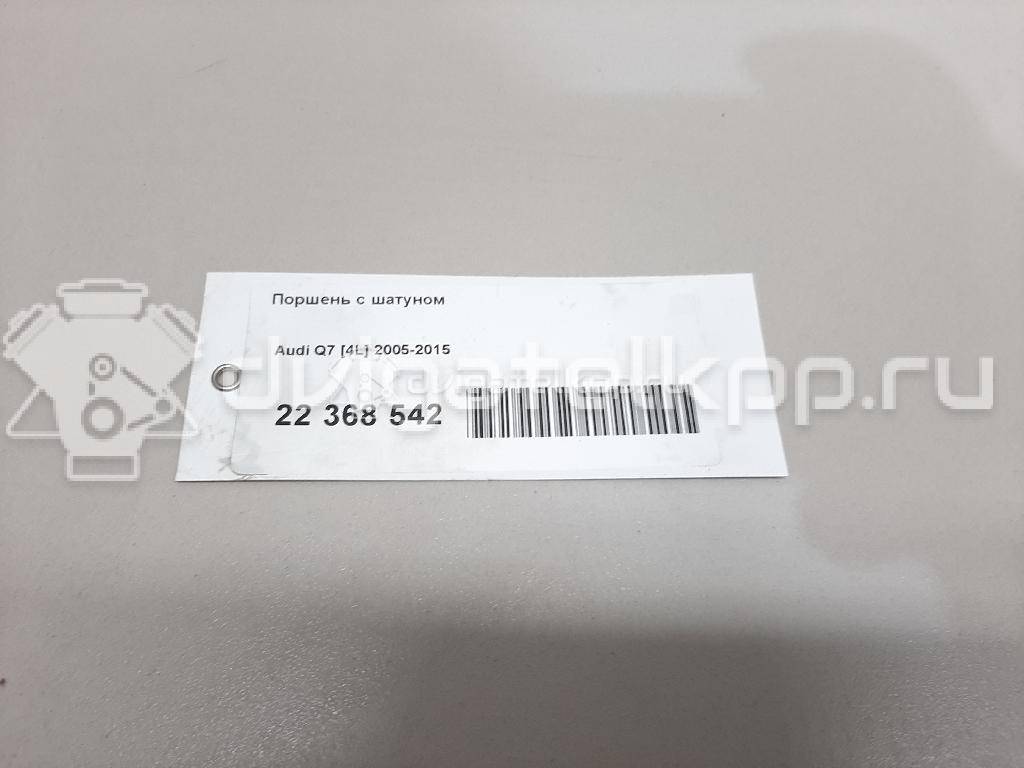 Поршень с шатуном
Audi Q7 [4L] 2005-2015
22 368 542
dvigatelkpp.ru